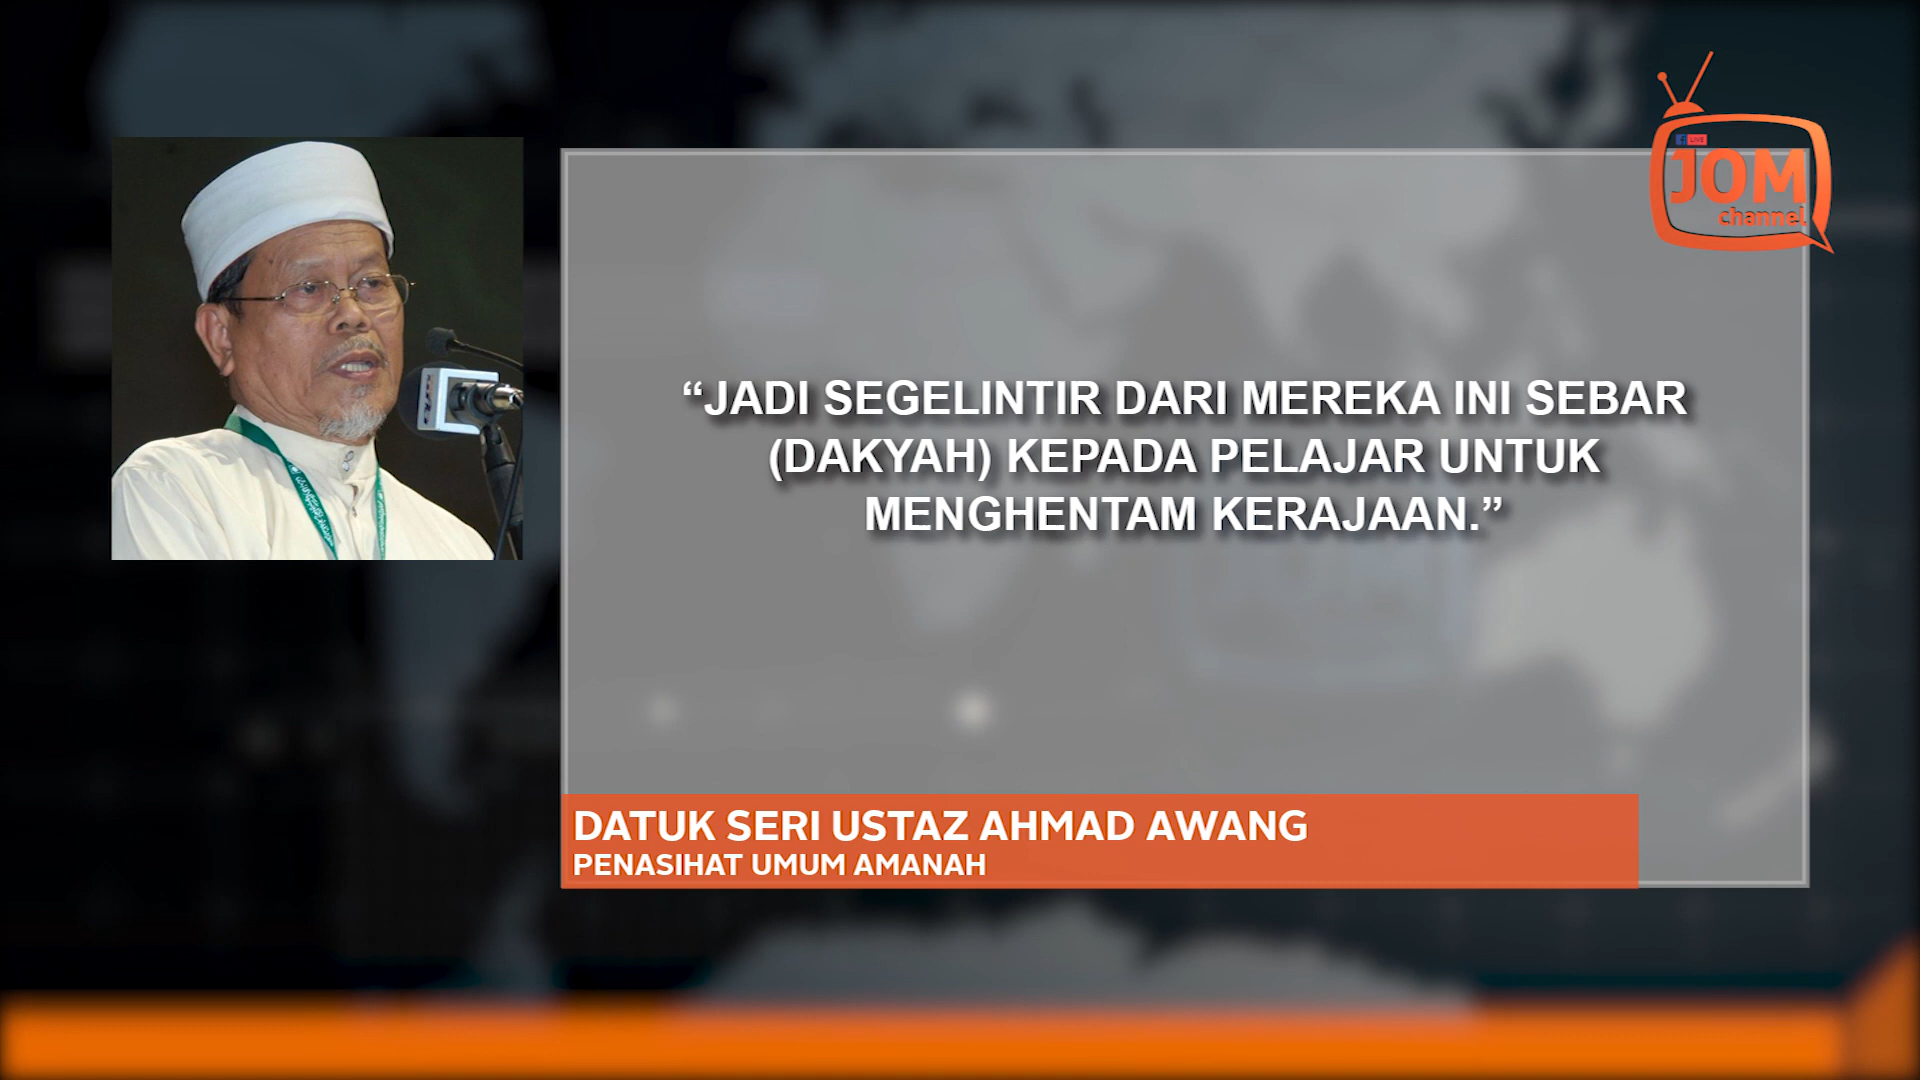 LIVE
JOM
channel
“JADI SEGELINTIR DARI MEREKA INI SEBAR
(DAKYAH) KEPADA PELAJAR UNTUK
MENGHENTAM KERAJAAN.”
DATUK SERI USTAZ AHMAD AWANG
PENASIHAT UMUM AMANAH